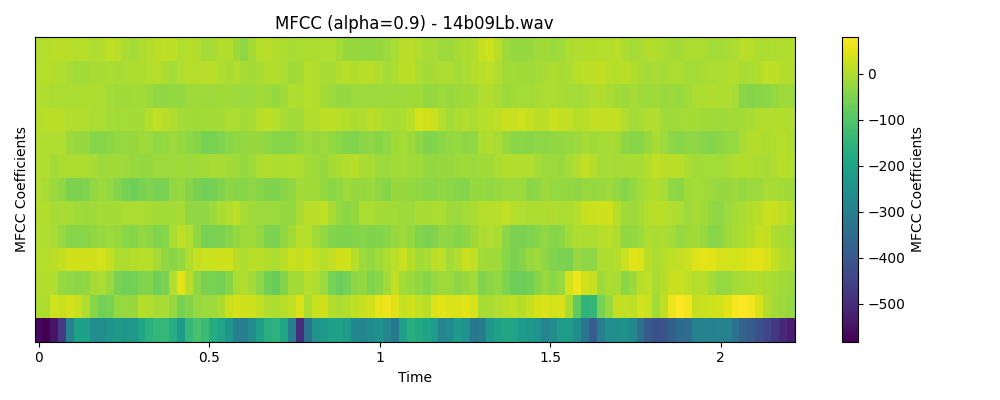 MFCC (alpha=0.9) - 14b09Lb.wav
MFCC Coefficients
0
0.5
1
1.5
2
Time
0
−100
−200
−300
−400
−500
MFCC Coefficients